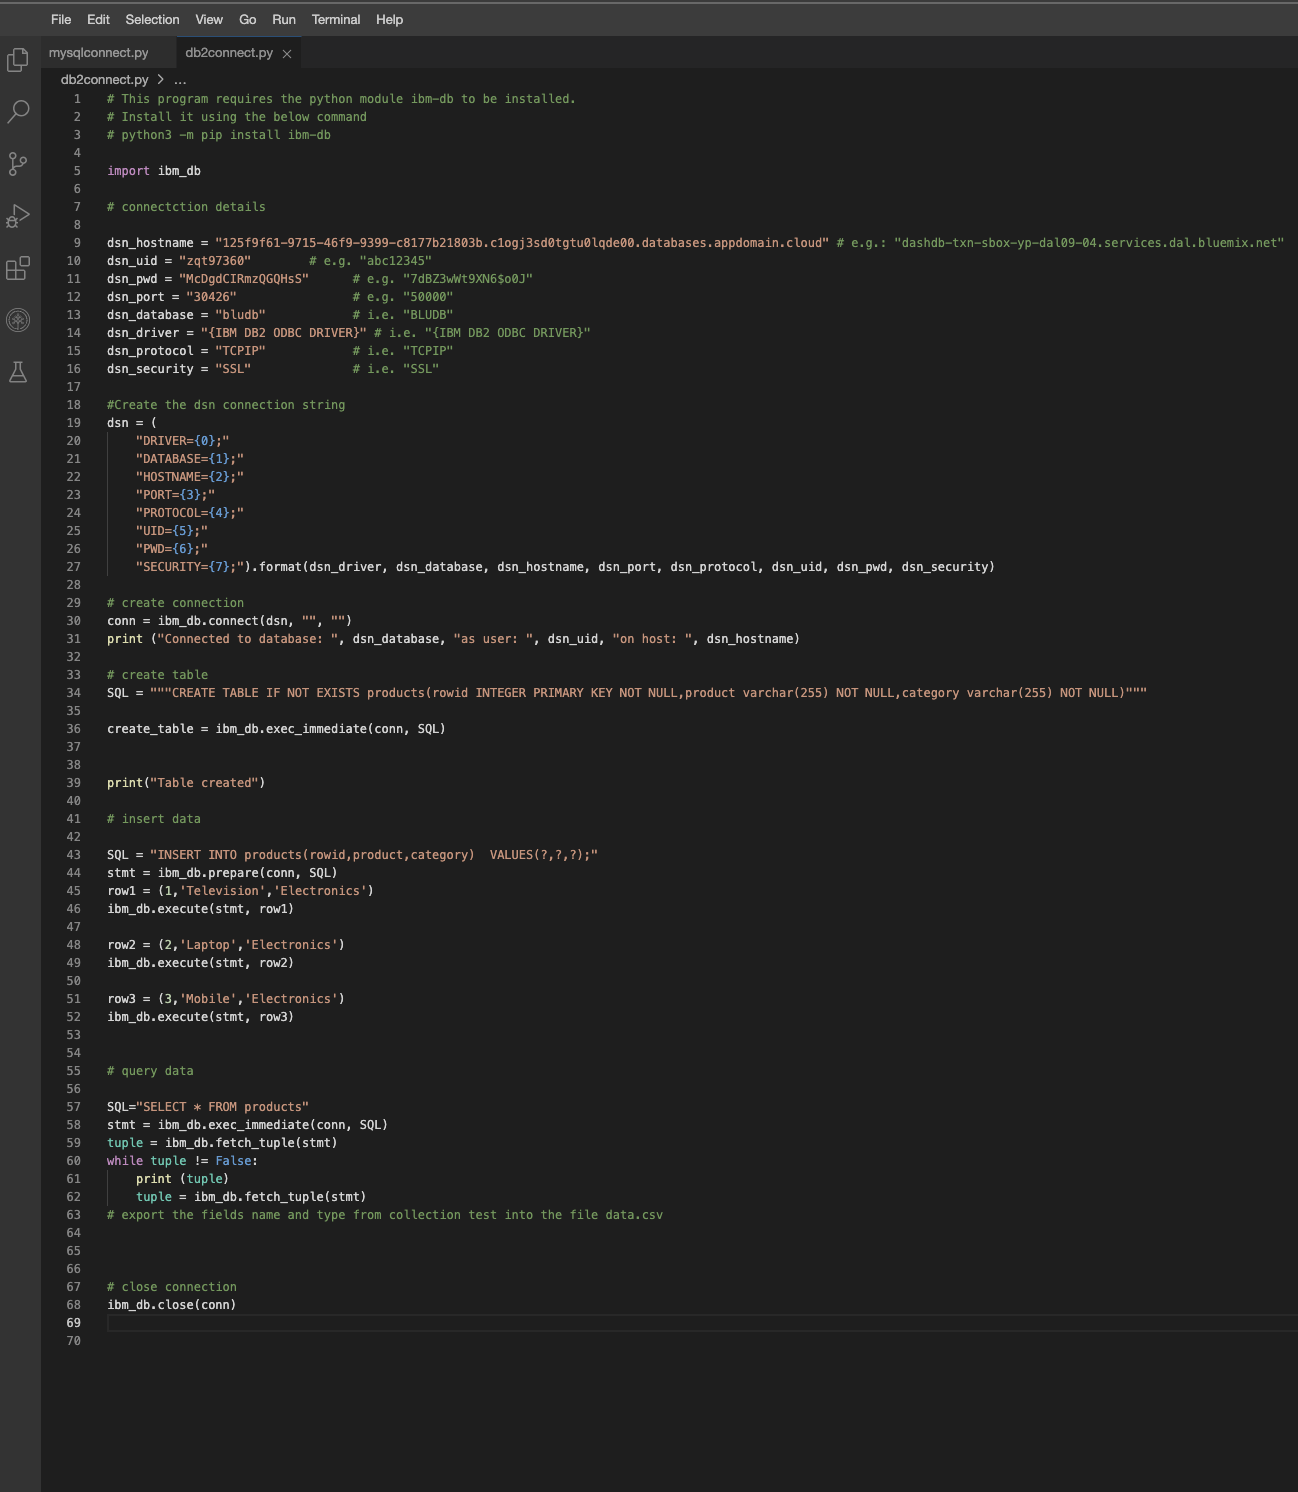 File Edit Selection View Go Run Terminal Help
mysqlconnect.py db2connect.py ×
db2connect.py > ...
1 # This program requires the python module ibm-db to be installed.
2 # Install it using the below command
3 # python3 -m pip install ibm-db
4
5 import ibm_db
6
7 # connectction details
8
9 dsn_hostname = "125f9f61-9715-46f9-9399-c8177b21803b.c1ogj3sd0tgtu0lqde00.databases.appdomain.cloud" # e.g.: "dashdb-txn-sbox-yp-dal09-04.services.dal.bluemix.net"
10 dsn_uid = "zqt97360"        # e.g. "abc12345"
11 dsn_pwd = "McDgdCIRmzQGQHsS"      # e.g. "7dBZ3wWt9XN6$o0J"
12 dsn_port = "30426"                # e.g. "50000"
13 dsn_database = "bludb"            # i.e. "BLUDB"
14 dsn_driver = "{IBM DB2 ODBC DRIVER}" # i.e. "{IBM DB2 ODBC DRIVER}"
15 dsn_protocol = "TCPIP"            # i.e. "TCPIP"
16 dsn_security = "SSL"              # i.e. "SSL"
17
18 #Create the dsn connection string
19 dsn = (
20     "DRIVER={0};"
21     "DATABASE={1};"
22     "HOSTNAME={2};"
23     "PORT={3};"
24     "PROTOCOL={4};"
25     "UID={5};"
26     "PWD={6};"
27     "SECURITY={7};").format(dsn_driver, dsn_database, dsn_hostname, dsn_port, dsn_protocol, dsn_uid, dsn_pwd, dsn_security)
28
29 # create connection
30 conn = ibm_db.connect(dsn, "", "")
31 print ("Connected to database: ", dsn_database, "as user: ", dsn_uid, "on host: ", dsn_hostname)
32
33 # create table
34 SQL = """CREATE TABLE IF NOT EXISTS products(rowid INTEGER PRIMARY KEY NOT NULL,product varchar(255) NOT NULL,category varchar(255) NOT NULL)"""
35
36 create_table = ibm_db.exec_immediate(conn, SQL)
37
38
39 print("Table created")
40
41 # insert data
42
43 SQL = "INSERT INTO products(rowid,product,category)  VALUES(?,?,?);"
44 stmt = ibm_db.prepare(conn, SQL)
45 row1 = (1,'Television','Electronics')
46 ibm_db.execute(stmt, row1)
47
48 row2 = (2,'Laptop','Electronics')
49 ibm_db.execute(stmt, row2)
50
51 row3 = (3,'Mobile','Electronics')
52 ibm_db.execute(stmt, row3)
53
54
55 # query data
56
57 SQL="SELECT * FROM products"
58 stmt = ibm_db.exec_immediate(conn, SQL)
59 tuple = ibm_db.fetch_tuple(stmt)
60 while tuple != False:
61     print (tuple)
62     tuple = ibm_db.fetch_tuple(stmt)
63 # export the fields name and type from collection test into the file data.csv
64
65
66
67 # close connection
68 ibm_db.close(conn)
69
70